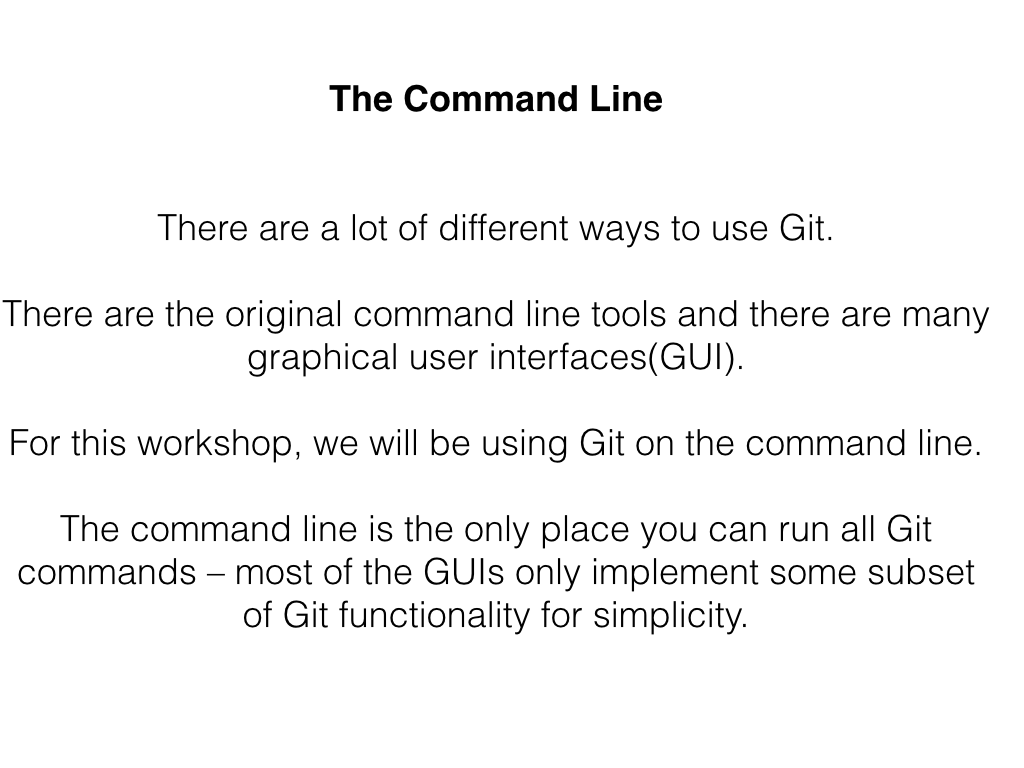 The Command Line
There are a lot of different ways to use Git.
There are the original command line tools and there are many
graphical user interfaces(GUI).
For this workshop, we will be using Git on the command line.
The command line is the only place you can run all Git
commands – most of the GUIs only implement some subset
of Git functionality for simplicity.